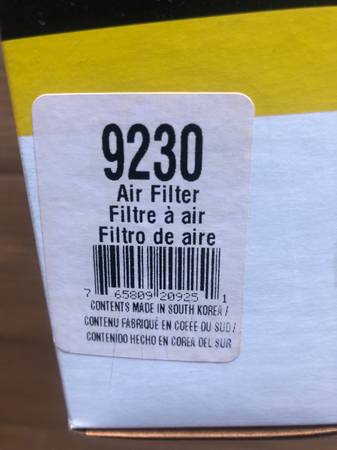 9230
Air Filter
Filtre à air
Filtro de aire
7 65809 20925 1
CONTENTS MADE IN SOUTH KOREA /
CONTENU FABRIQUÉ EN COEEE DU SUD /
CONTENIDO HECHO EN COREA DEL SUR